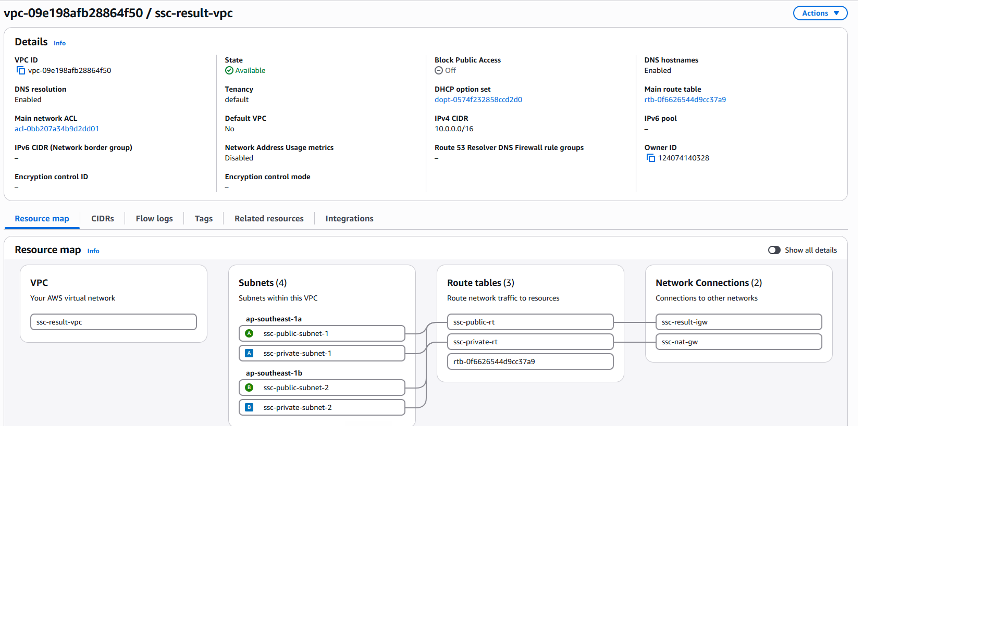 vpc-09e198afb28864f50 / ssc-result-vpc
Actions
Details Info
VPC ID
vpc-09e198afb28864f50
State
Available
Block Public Access
Off
DNS hostnames
Enabled
DNS resolution
Enabled
Tenancy
default
DHCP option set
dopt-0574f232858ccd2d0
Main route table
rtb-0f6626544d9cc37a9
Main network ACL
acl-0bb207a34b9d2dd01
Default VPC
No
IPv4 CIDR
10.0.0.0/16
IPv6 pool
–
IPv6 CIDR (Network border group)
–
Network Address Usage metrics
Disabled
Route 53 Resolver DNS Firewall rule groups
–
Owner ID
124074140328
Encryption control ID
–
Encryption control mode
–
Resource map
CIDRs
Flow logs
Tags
Related resources
Integrations
Resource map Info
Show all details
VPC
Your AWS virtual network
ssc-result-vpc
Subnets (4)
Subnets within this VPC
ap-southeast-1a
A ssc-public-subnet-1
A ssc-private-subnet-1
ap-southeast-1b
B ssc-public-subnet-2
B ssc-private-subnet-2
Route tables (3)
Route network traffic to resources
ssc-public-rt
ssc-private-rt
rtb-0f6626544d9cc37a9
Network Connections (2)
Connections to other networks
ssc-result-igw
ssc-nat-gw